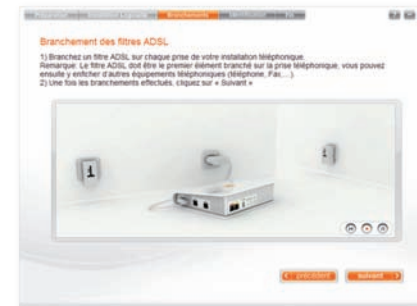 Branchements
Branchement des filtres ADSL
1) Branchez un filtre ADSL sur chaque prise de votre installation téléphonique.
Remarque: Le filtre ADSL doit être le premier élément branché sur la prise téléphonique, vous pouvez
ensuite y enficher d'autres équipements téléphoniques (téléphone, Fax,...).
2) Une fois les branchements effectués, cliquez sur « Suivant »
précédent
suivant